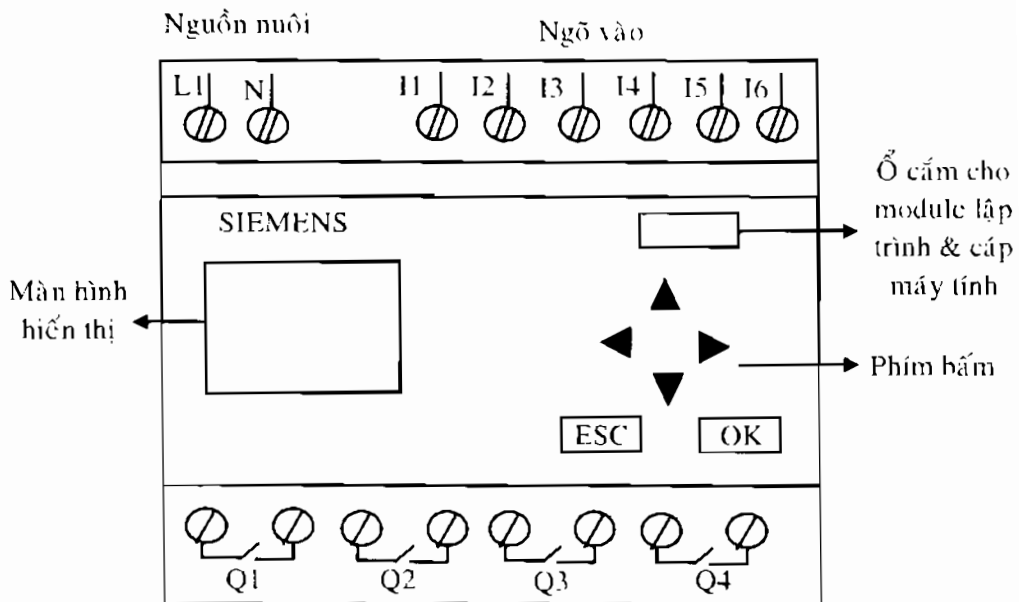 Nguồn nuôi
Ngõ vào
L1 N I1 I2 I3 I4 I5 I6
SIEMENS
Ổ cắm cho
module lập
trình & cáp
máy tính
Màn hình
hiển thị
Phím bấm
ESC OK
Q1 Q2 Q3 Q4